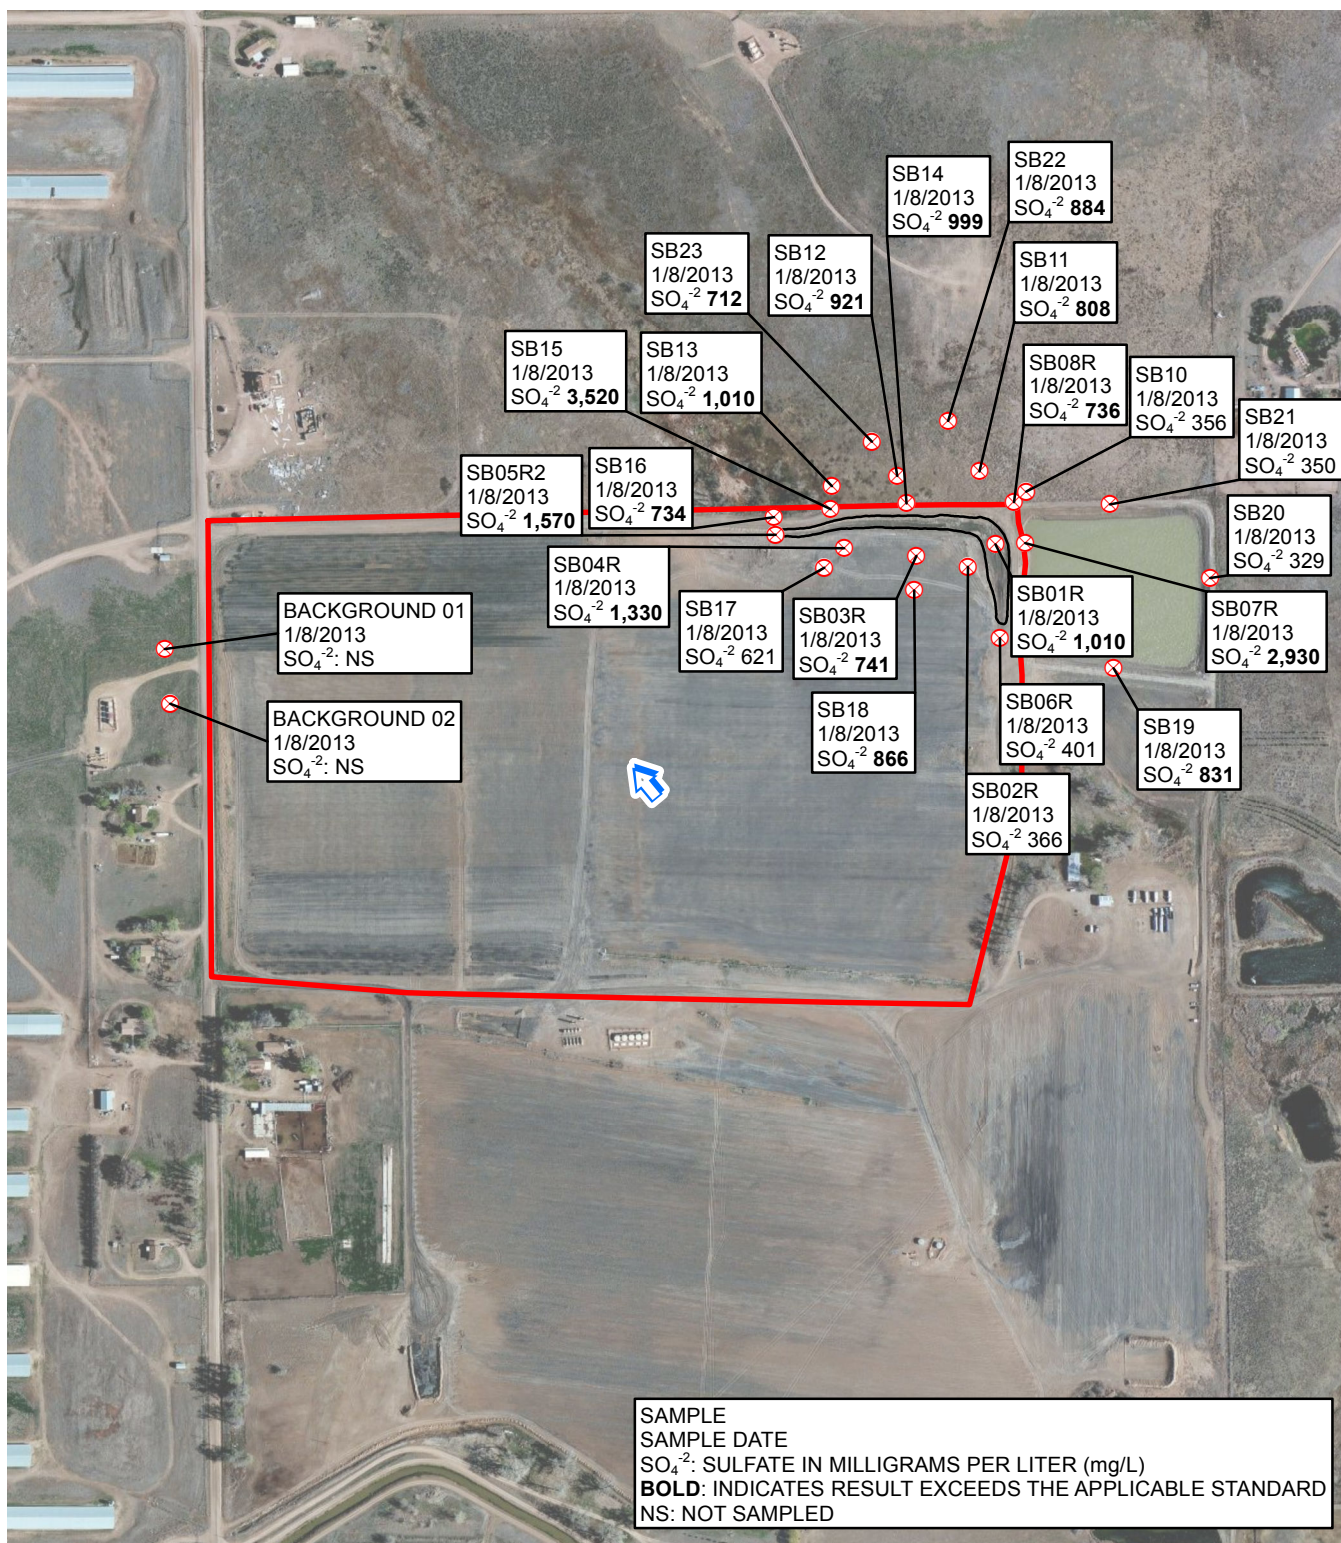 SB14
1/8/2013
SO₄⁻² 999
SB22
1/8/2013
SO₄⁻² 884
SB23
1/8/2013
SO₄⁻² 712
SB12
1/8/2013
SO₄⁻² 921
SB11
1/8/2013
SO₄⁻² 808
SB15
1/8/2013
SO₄⁻² 3,520
SB13
1/8/2013
SO₄⁻² 1,010
SB08R
1/8/2013
SO₄⁻² 736
SB10
1/8/2013
SO₄⁻² 356
SB21
1/8/2013
SO₄⁻² 350
SB05R2
1/8/2013
SO₄⁻² 1,570
SB16
1/8/2013
SO₄⁻² 734
SB20
1/8/2013
SO₄⁻² 329
SB04R
1/8/2013
SO₄⁻² 1,330
SB17
1/8/2013
SO₄⁻² 621
SB03R
1/8/2013
SO₄⁻² 741
SB01R
1/8/2013
SO₄⁻² 1,010
SB07R
1/8/2013
SO₄⁻² 2,930
BACKGROUND 01
1/8/2013
SO₄⁻²: NS
BACKGROUND 02
1/8/2013
SO₄⁻²: NS
SB18
1/8/2013
SO₄⁻² 866
SB06R
1/8/2013
SO₄⁻² 401
SB19
1/8/2013
SO₄⁻² 831
SB02R
1/8/2013
SO₄⁻² 366
SAMPLE
SAMPLE DATE
SO₄⁻²: SULFATE IN MILLIGRAMS PER LITER (mg/L)
BOLD: INDICATES RESULT EXCEEDS THE APPLICABLE STANDARD
NS: NOT SAMPLED